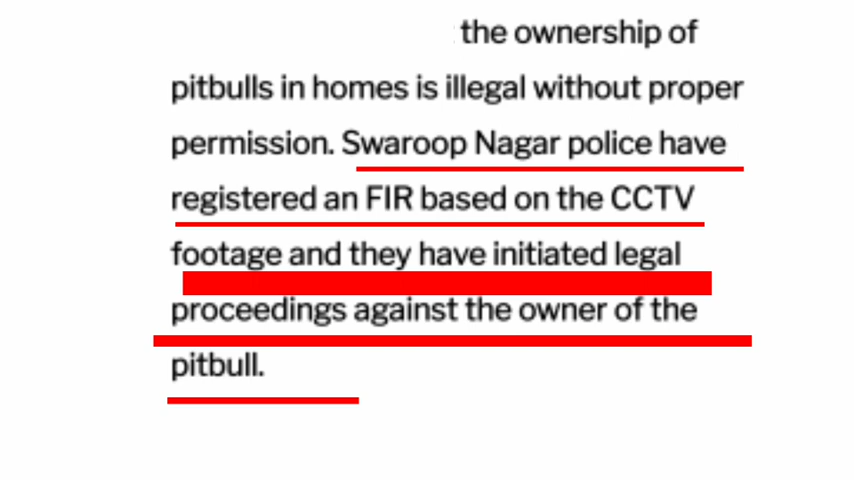 the ownership of
pitbulls in homes is illegal without proper
permission. Swaroop Nagar police have
registered an FIR based on the CCTV
footage and they have initiated legal
proceedings against the owner of the
pitbull.